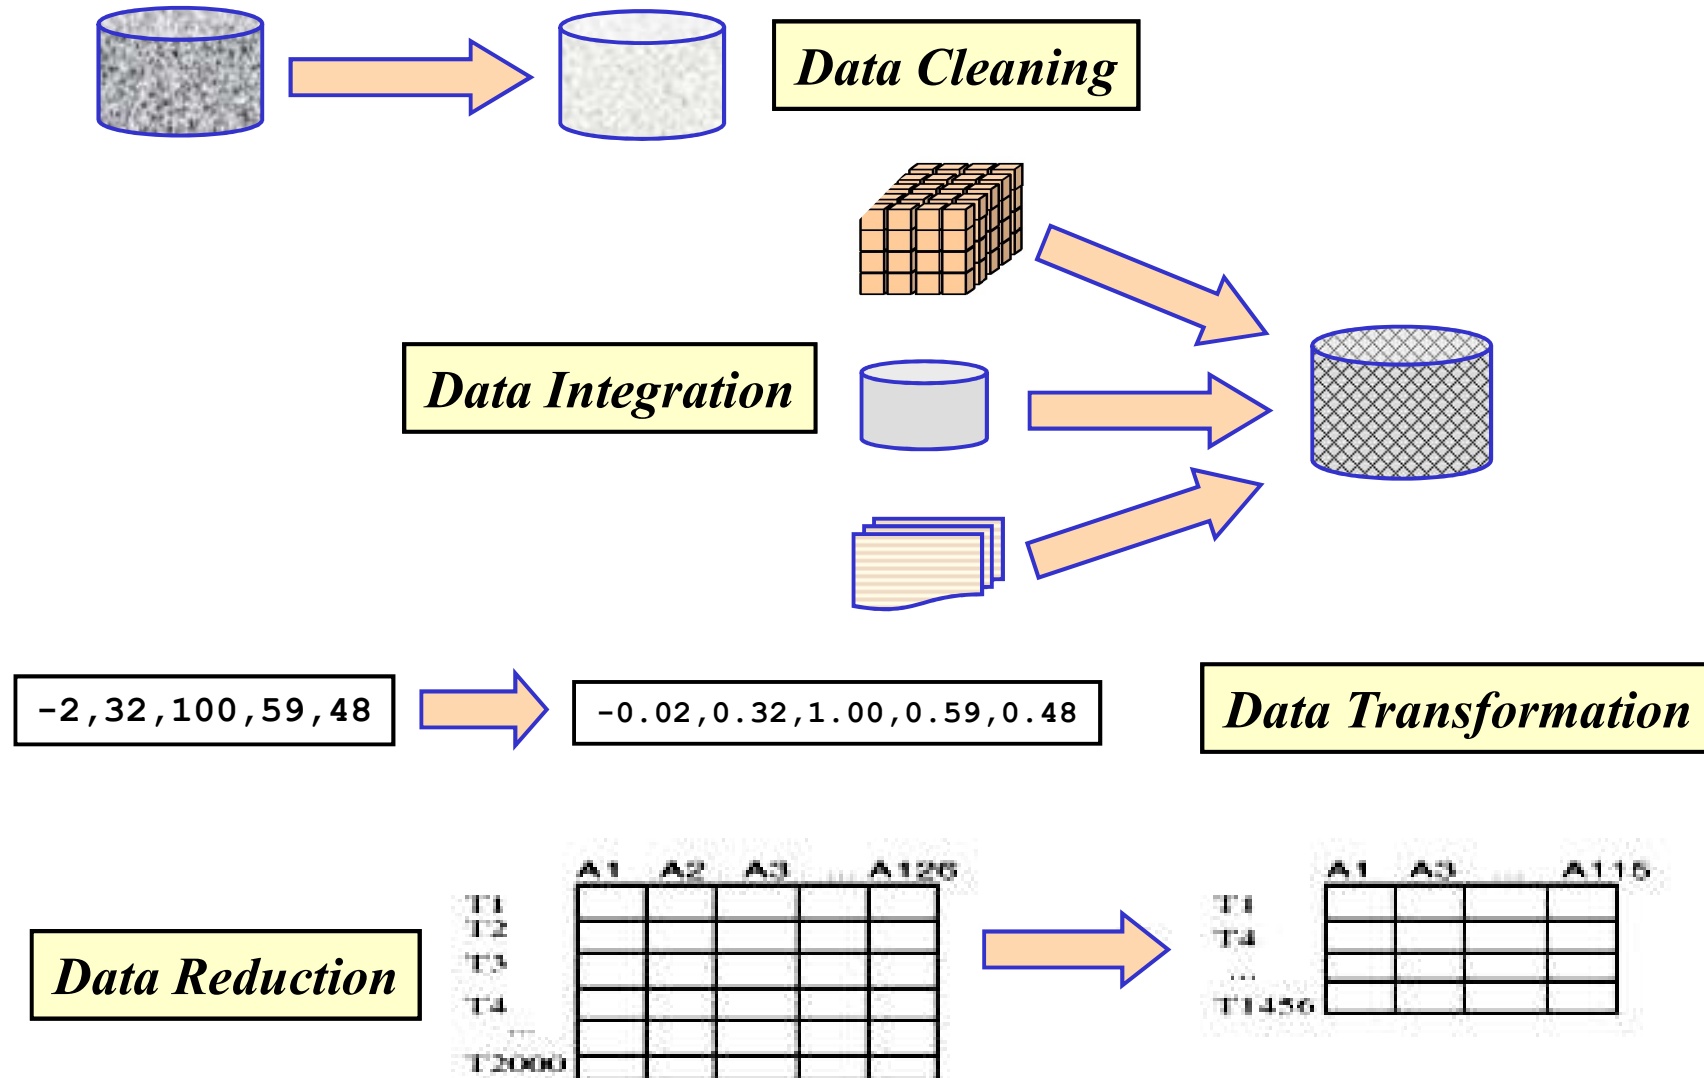 Data Cleaning
Data Integration
-2,32,100,59,48
-0.02,0.32,1.00,0.59,0.48
Data Transformation
Data Reduction
A1 A2 A3 ... A126
T1
T2
T3
T4
...
T2000
A1 A3 ... A115
T1
T4
...
T1456